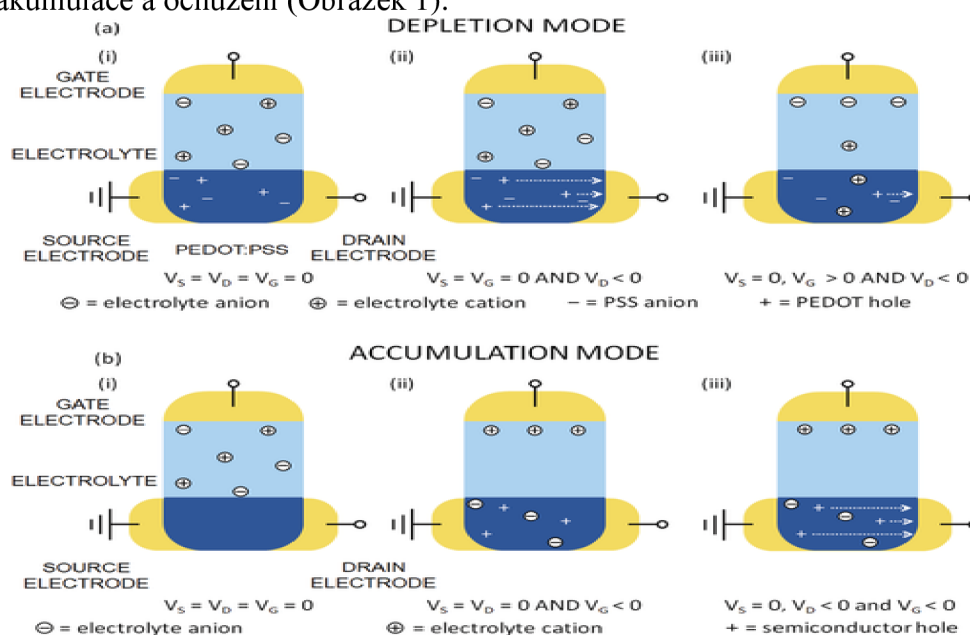 akumulace a ochuzení (Obrázek 1).
(a) DEPLETION MODE
(i) (ii) (iii)
GATE
ELECTRODE
ELECTROLYTE
SOURCE
ELECTRODE
PEDOT:PSS
DRAIN
ELECTRODE
V_S = V_D = V_G = 0
V_S = V_G = 0 AND V_D < 0
V_S = 0, V_G > 0 AND V_D < 0
⊖ = electrolyte anion ⊕ = electrolyte cation − = PSS anion + = PEDOT hole
(b) ACCUMULATION MODE
(i) (ii) (iii)
GATE
ELECTRODE
ELECTROLYTE
SOURCE
ELECTRODE
DRAIN
ELECTRODE
V_S = V_D = V_G = 0
V_S = V_D = 0 AND V_G < 0
V_S = 0, V_D < 0 and V_G < 0
⊖ = electrolyte anion ⊕ = electrolyte cation + = semiconductor hole